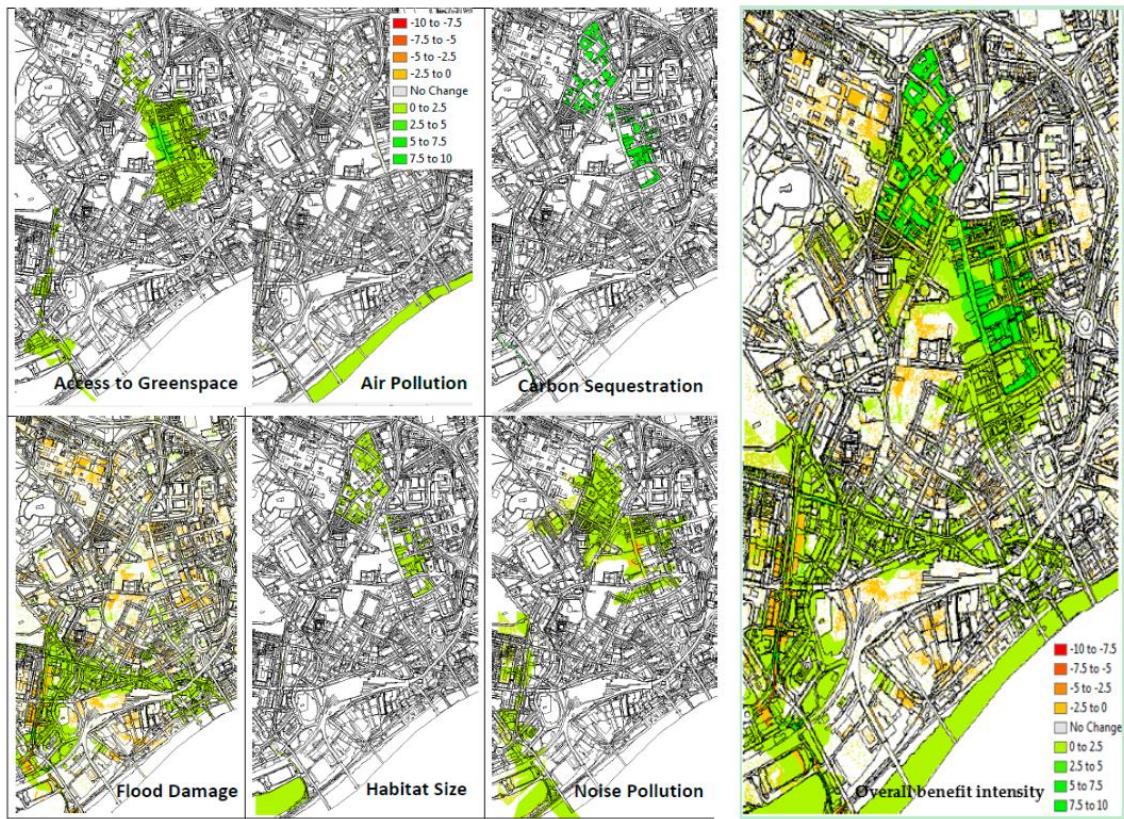 -10 to -7.5
-7.5 to -5
-5 to -2.5
-2.5 to 0
No Change
0 to 2.5
2.5 to 5
5 to 7.5
7.5 to 10
Access to Greenspace
Air Pollution
Carbon Sequestration
Flood Damage
Habitat Size
Noise Pollution
-10 to -7.5
-7.5 to -5
-5 to -2.5
-2.5 to 0
No Change
0 to 2.5
2.5 to 5
5 to 7.5
7.5 to 10
Overall benefit intensity